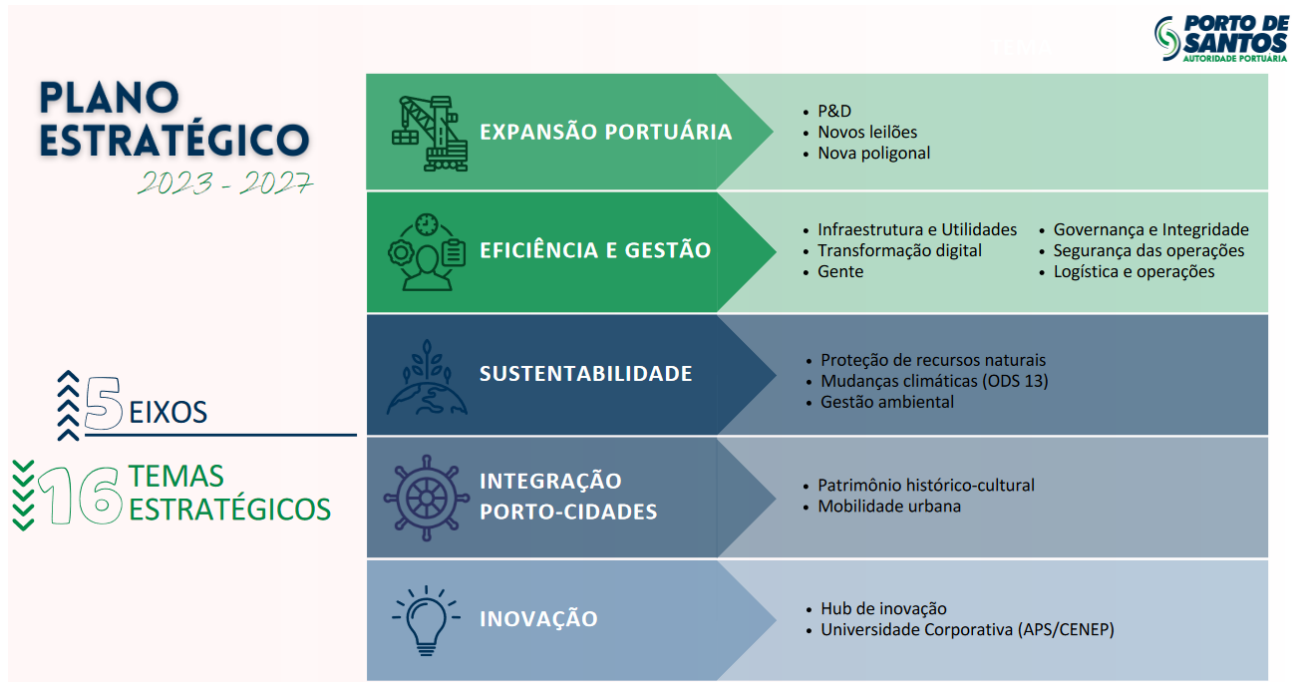 PORTO DE
SANTOS
AUTORIDADE PORTUÁRIA
PLANO
ESTRATÉGICO
2023 - 2027
5 EIXOS
16 TEMAS
ESTRATÉGICOS
TEMA
EXPANSÃO PORTUÁRIA
• P&D
• Novos leilões
• Nova poligonal
EFICIÊNCIA E GESTÃO
• Infraestrutura e Utilidades
• Transformação digital
• Gente
• Governança e Integridade
• Segurança das operações
• Logística e operações
SUSTENTABILIDADE
• Proteção de recursos naturais
• Mudanças climáticas (ODS 13)
• Gestão ambiental
INTEGRAÇÃO
PORTO-CIDADES
• Patrimônio histórico-cultural
• Mobilidade urbana
INOVAÇÃO
• Hub de inovação
• Universidade Corporativa (APS/CENEP)